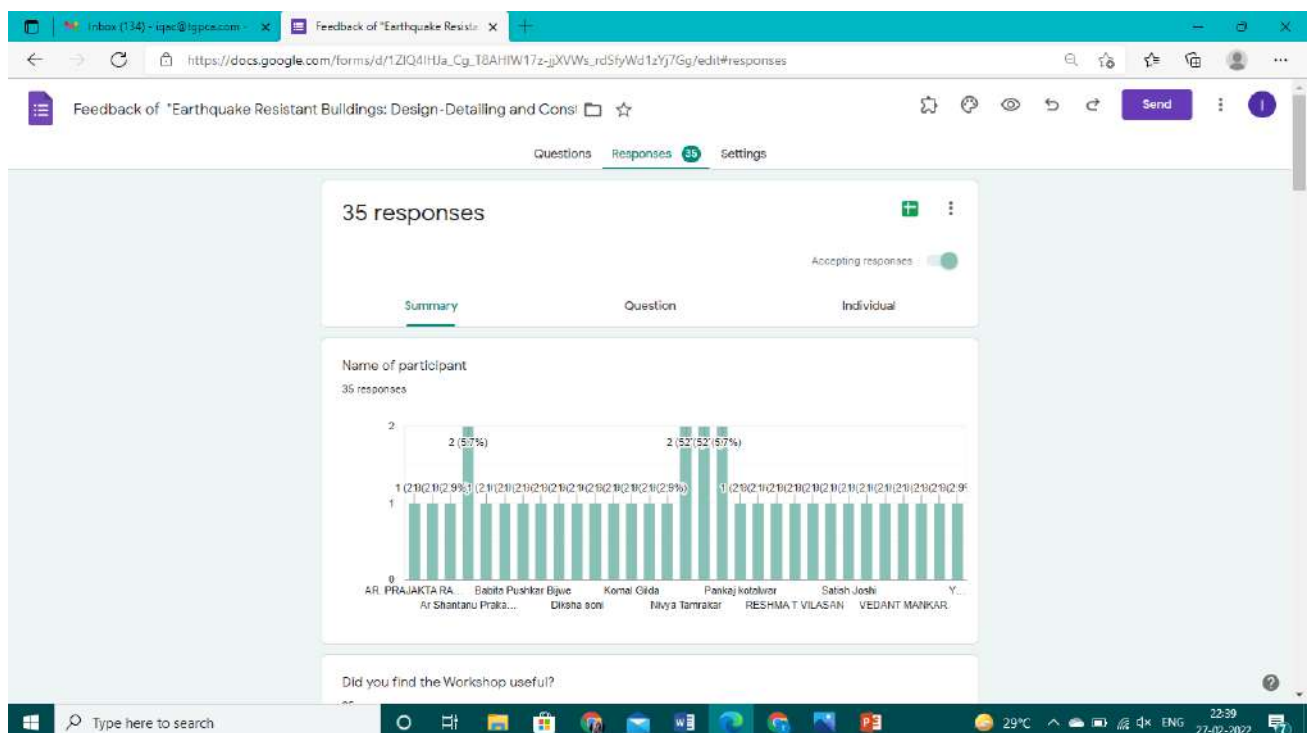 Inbox (134) - iqac@tgpca.com -
Feedback of "Earthquake Resista
https://docs.google.com/forms/d/1ZIQ4IHJa_Cg_T8AHIW17z-jjXVWs_rdSfyWd1zYj7Gg/edit#responses
Feedback of "Earthquake Resistant Buildings: Design-Detailing and Const
Send
I
Questions Responses 35 Settings
35 responses
Accepting responses
Summary Question Individual
Name of participant
35 responses
2
2 (5.7%)
1
0
AR. PRAJAKTA RA... Babita Pushkar Bijwe Komal Gilda Pankaj kotalwar Satish Joshi Y...
Ar Shantanu Praka... Diksha soni Nivya Tamrakar RESHMA T VILASAN VEDANT MANKAR
Did you find the Workshop useful?
Type here to search
29°C ENG 22:39
27-02-2022